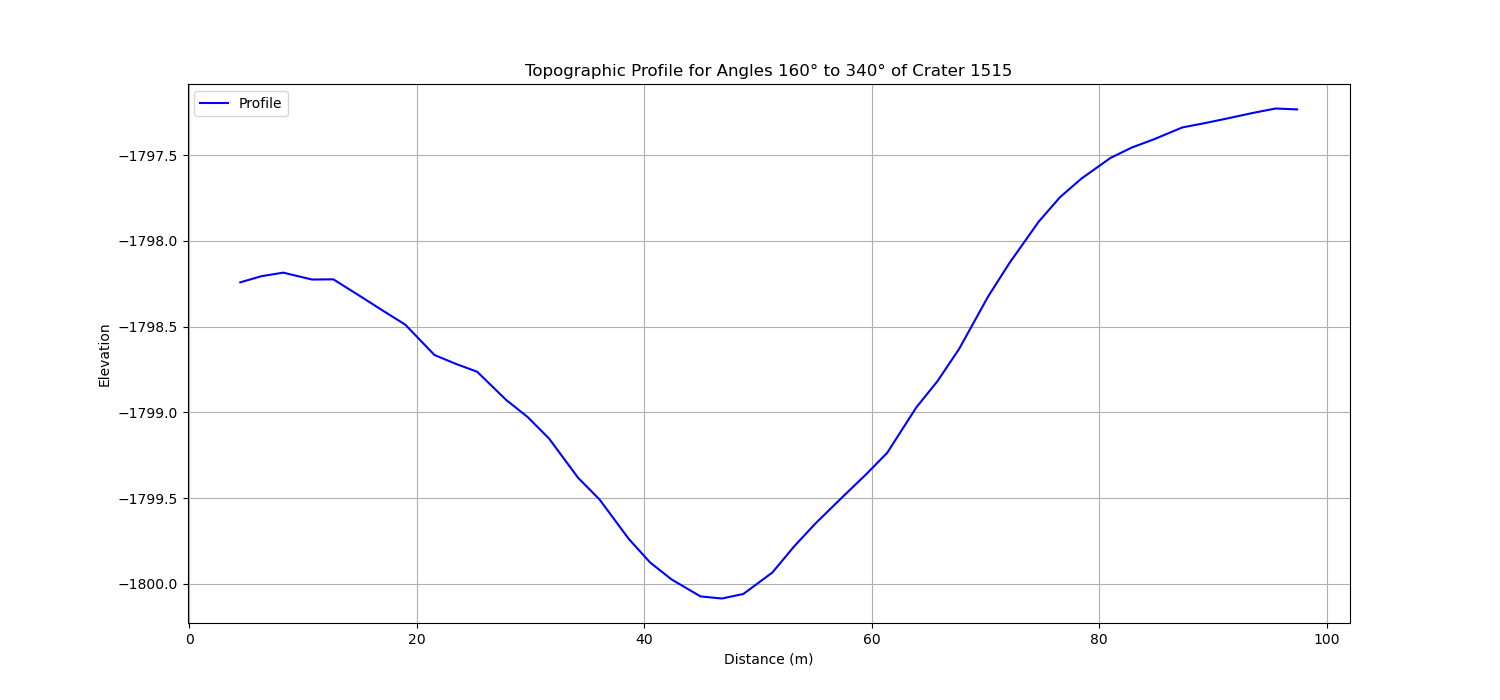 Topographic Profile for Angles 160° to 340° of Crater 1515
Profile
−1797.5
−1798.0
−1798.5
−1799.0
−1799.5
−1800.0
Elevation
0 20 40 60 80 100
Distance (m)